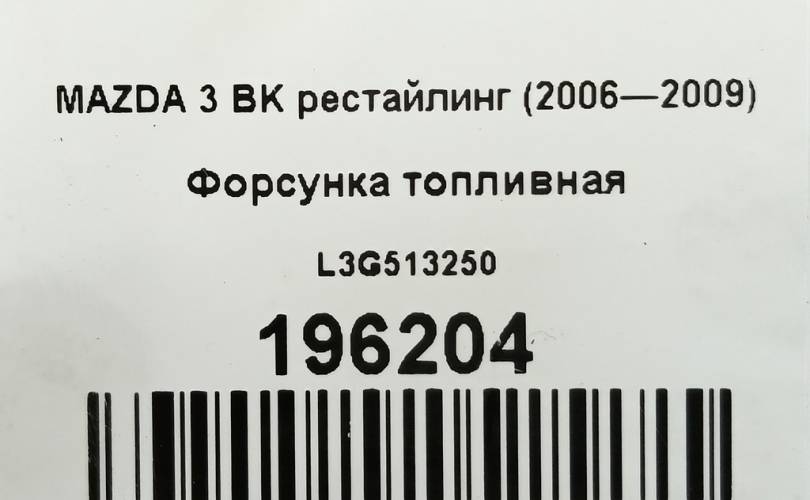 MAZDA 3 BK рестайлинг (2006—2009)
Форсунка топливная
L3G513250
196204